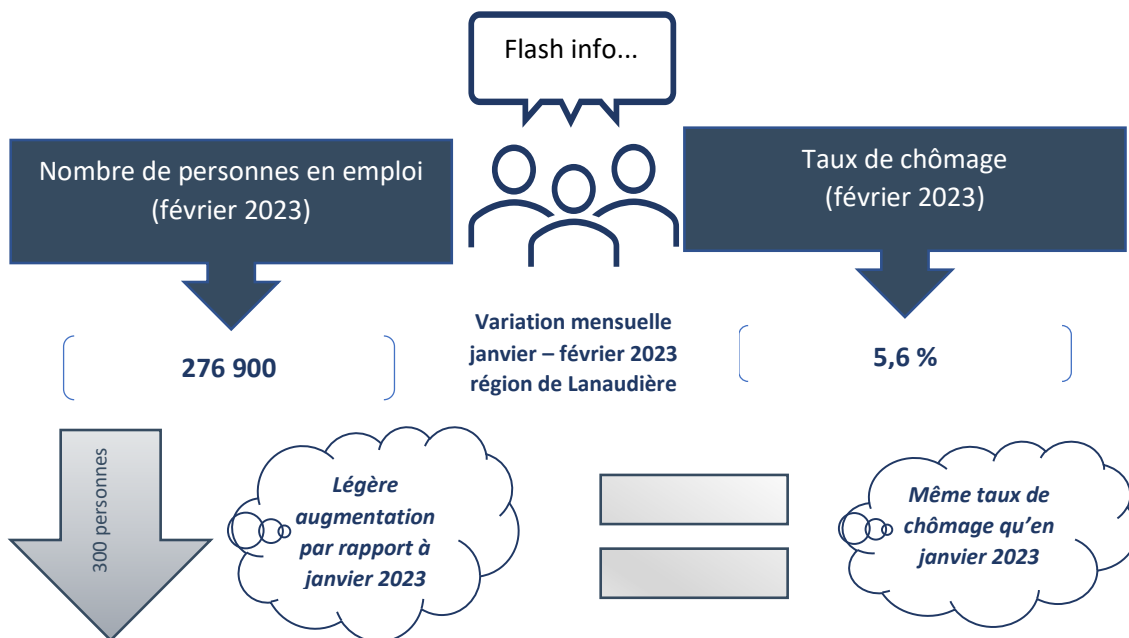 Flash info...
Nombre de personnes en emploi
(février 2023)
Taux de chômage
(février 2023)
276 900
Variation mensuelle
janvier – février 2023
région de Lanaudière
5,6 %
300 personnes
Légère
augmentation
par rapport à
janvier 2023
Même taux de
chômage qu’en
janvier 2023